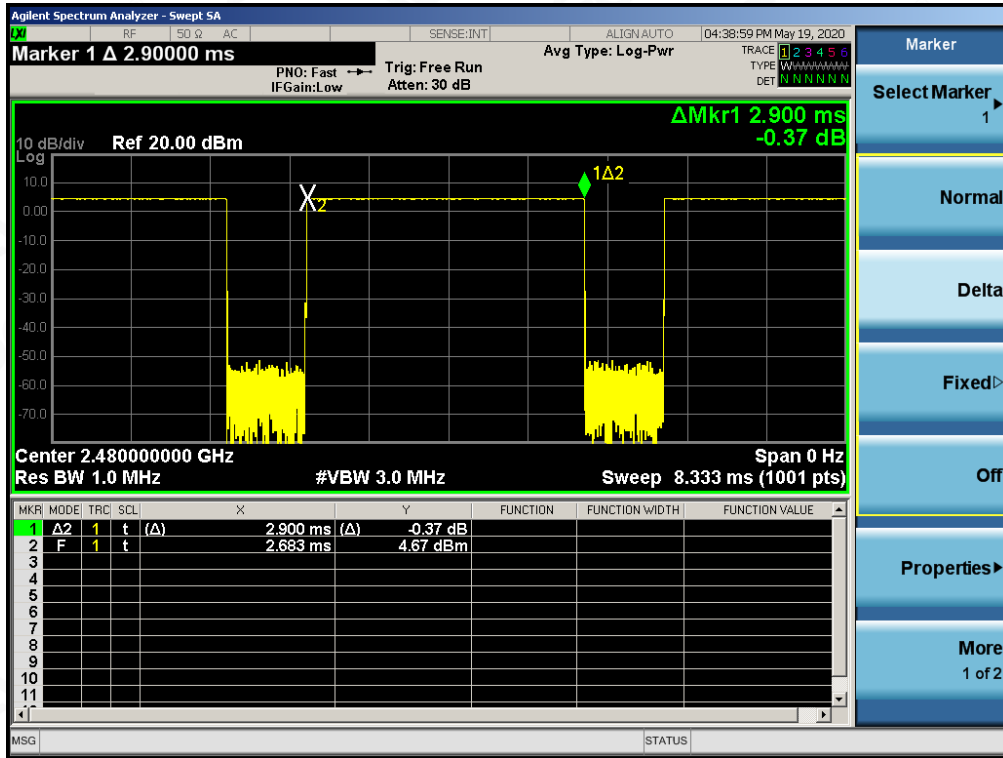 Agilent Spectrum Analyzer - Swept SA
LXI RF 50 Ω AC SENSE:INT ALIGN AUTO 04:38:59 PM May 19, 2020
Marker 1 Δ 2.90000 ms
PNO: Fast
IFGain:Low
Trig: Free Run
Atten: 30 dB
Avg Type: Log-Pwr
TRACE 1 2 3 4 5 6
TYPE WWWWWW
DET N N N N N N
ΔMkr1 2.900 ms
-0.37 dB
10 dB/div Ref 20.00 dBm
Log
10.0
0.00
-10.0
-20.0
-30.0
-40.0
-50.0
-60.0
-70.0
2
1Δ2
Center 2.480000000 GHz Span 0 Hz
Res BW 1.0 MHz #VBW 3.0 MHz Sweep 8.333 ms (1001 pts)
MKR MODE TRC SCL X Y FUNCTION FUNCTION WIDTH FUNCTION VALUE
1 Δ2 1 t (Δ) 2.900 ms (Δ) -0.37 dB
2 F 1 t 2.683 ms 4.67 dBm
3
4
5
6
7
8
9
10
11
MSG STATUS
Marker
Select Marker
1
Normal
Delta
Fixed
Off
Properties
More
1 of 2